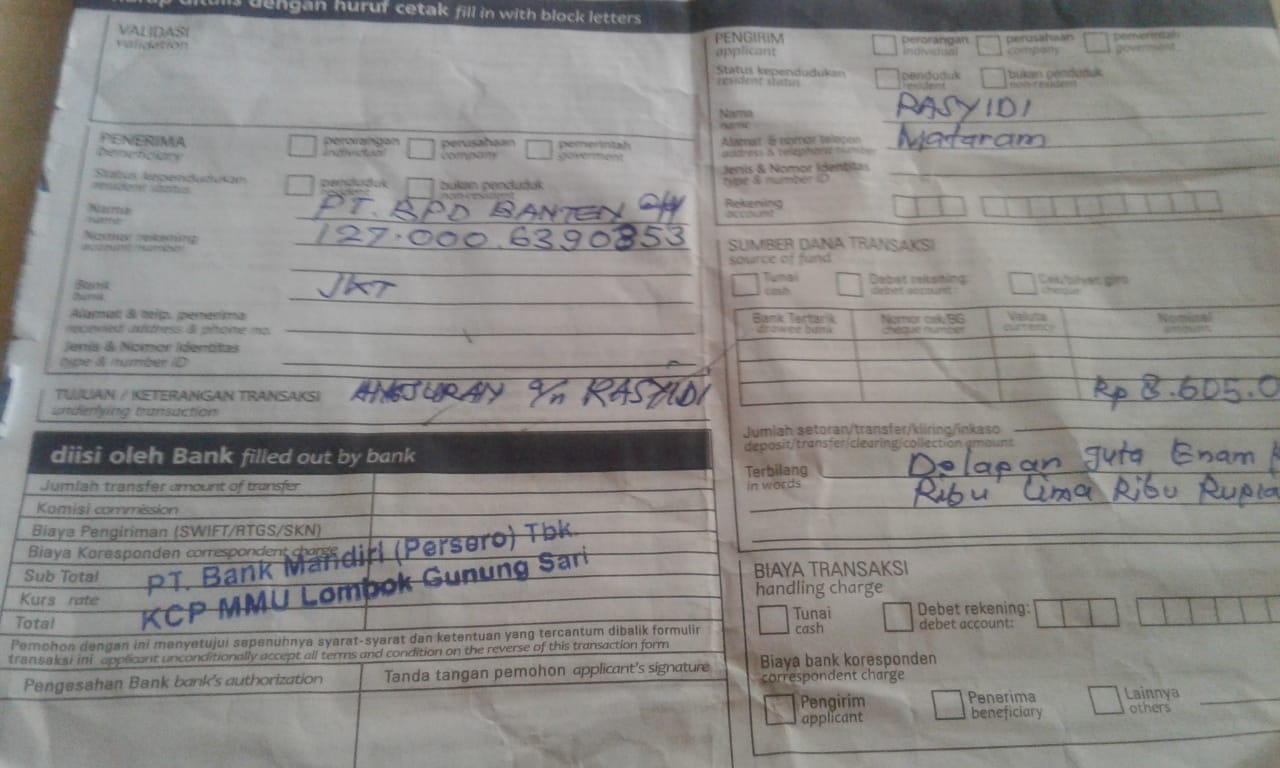 harap ditulis dengan huruf cetak fill in with block letters
VALIDASI
validation
PENERIMA
beneficiary
perorangan
individual
perusahaan
company
pemerintah
goverment
Status kependudukan
resident status
penduduk
resident
bukan penduduk
non-resident
Nama
name
PT. BPD BANTEN
Nomor rekening
account number
127.000.6390853
Bank
bank
JKT
Alamat & telp. penerima
received address & phone no.
Jenis & Nomor Identitas
type & number ID
TUJUAN / KETERANGAN TRANSAKSI
underlying transaction
ANGSURAN a/n RASYIDI
diisi oleh Bank filled out by bank
Jumlah transfer amount of transfer
Komisi commission
Biaya Pengiriman (SWIFT/RTGS/SKN)
Biaya Koresponden correspondent charge
Sub Total
Kurs rate
Total
PT. Bank Mandiri (Persero) Tbk.
KCP MMU Lombok Gunung Sari
Pemohon dengan ini menyetujui sepenuhnya syarat-syarat dan ketentuan yang tercantum dibalik formulir
transaksi ini applicant unconditionally accept all terms and condition on the reverse of this transaction form
Pengesahan Bank bank's authorization
Tanda tangan pemohon applicant's signature
PENGIRIM
applicant
perorangan
individual
perusahaan
company
pemerintah
goverment
Status kependudukan
resident status
penduduk
resident
bukan penduduk
non-resident
Nama
name
RASYIDI
Alamat & nomor telepon
address & telephone number
Mataram
Jenis & Nomor Identitas
type & number ID
Rekening
account
SUMBER DANA TRANSAKSI
source of fund
Tunai
cash
Debet rekening:
debet account:
Cek/bilyet giro
cheque
Bank Tertarik
drawee bank
Nomor cek/BG
cheque number
Valuta
currency
Nominal
amount
Rp 8.605.0
Jumlah setoran/transfer/kliring/inkaso
deposit/transfer/clearing/collection amount
Terbilang
in words
Delapan Juta Enam
Ribu Lima Ribu Rupia
BIAYA TRANSAKSI
handling charge
Tunai
cash
Debet rekening:
debet account:
Biaya bank koresponden
correspondent charge
Pengirim
applicant
Penerima
beneficiary
Lainnya
others